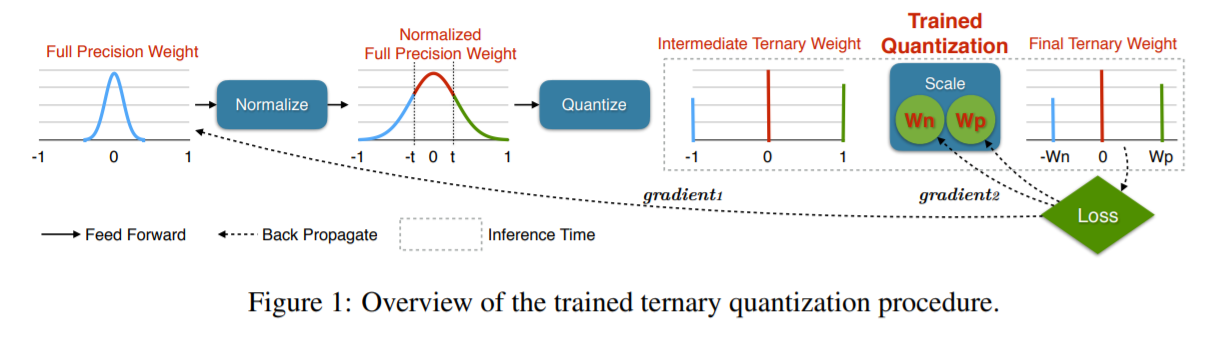 Full Precision Weight
-1 0 1
Normalize
Normalized
Full Precision Weight
-1 -t 0 t 1
Quantize
Intermediate Ternary Weight
-1 0 1
Trained
Quantization
Scale
Wn Wp
Final Ternary Weight
-Wn 0 Wp
gradient1
gradient2
Loss
Feed Forward
Back Propagate
Inference Time
Figure 1: Overview of the trained ternary quantization procedure.